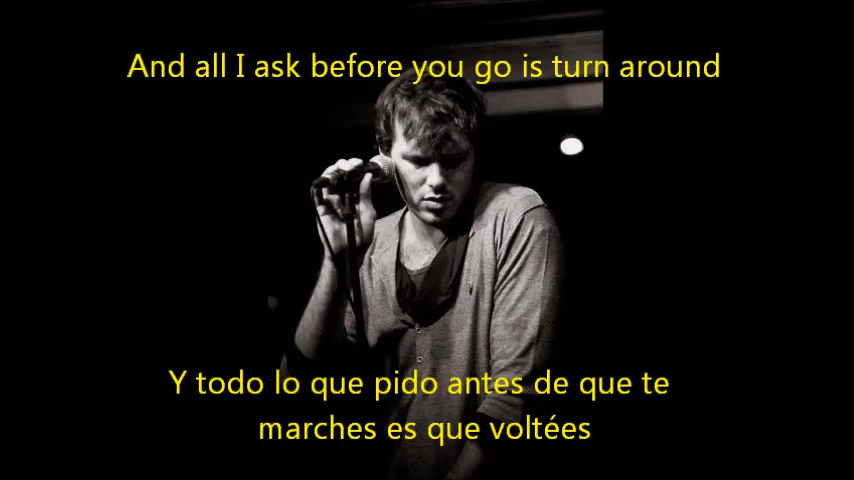 And all I ask before you go is turn around
Y todo lo que pido antes de que te
marches es que voltées